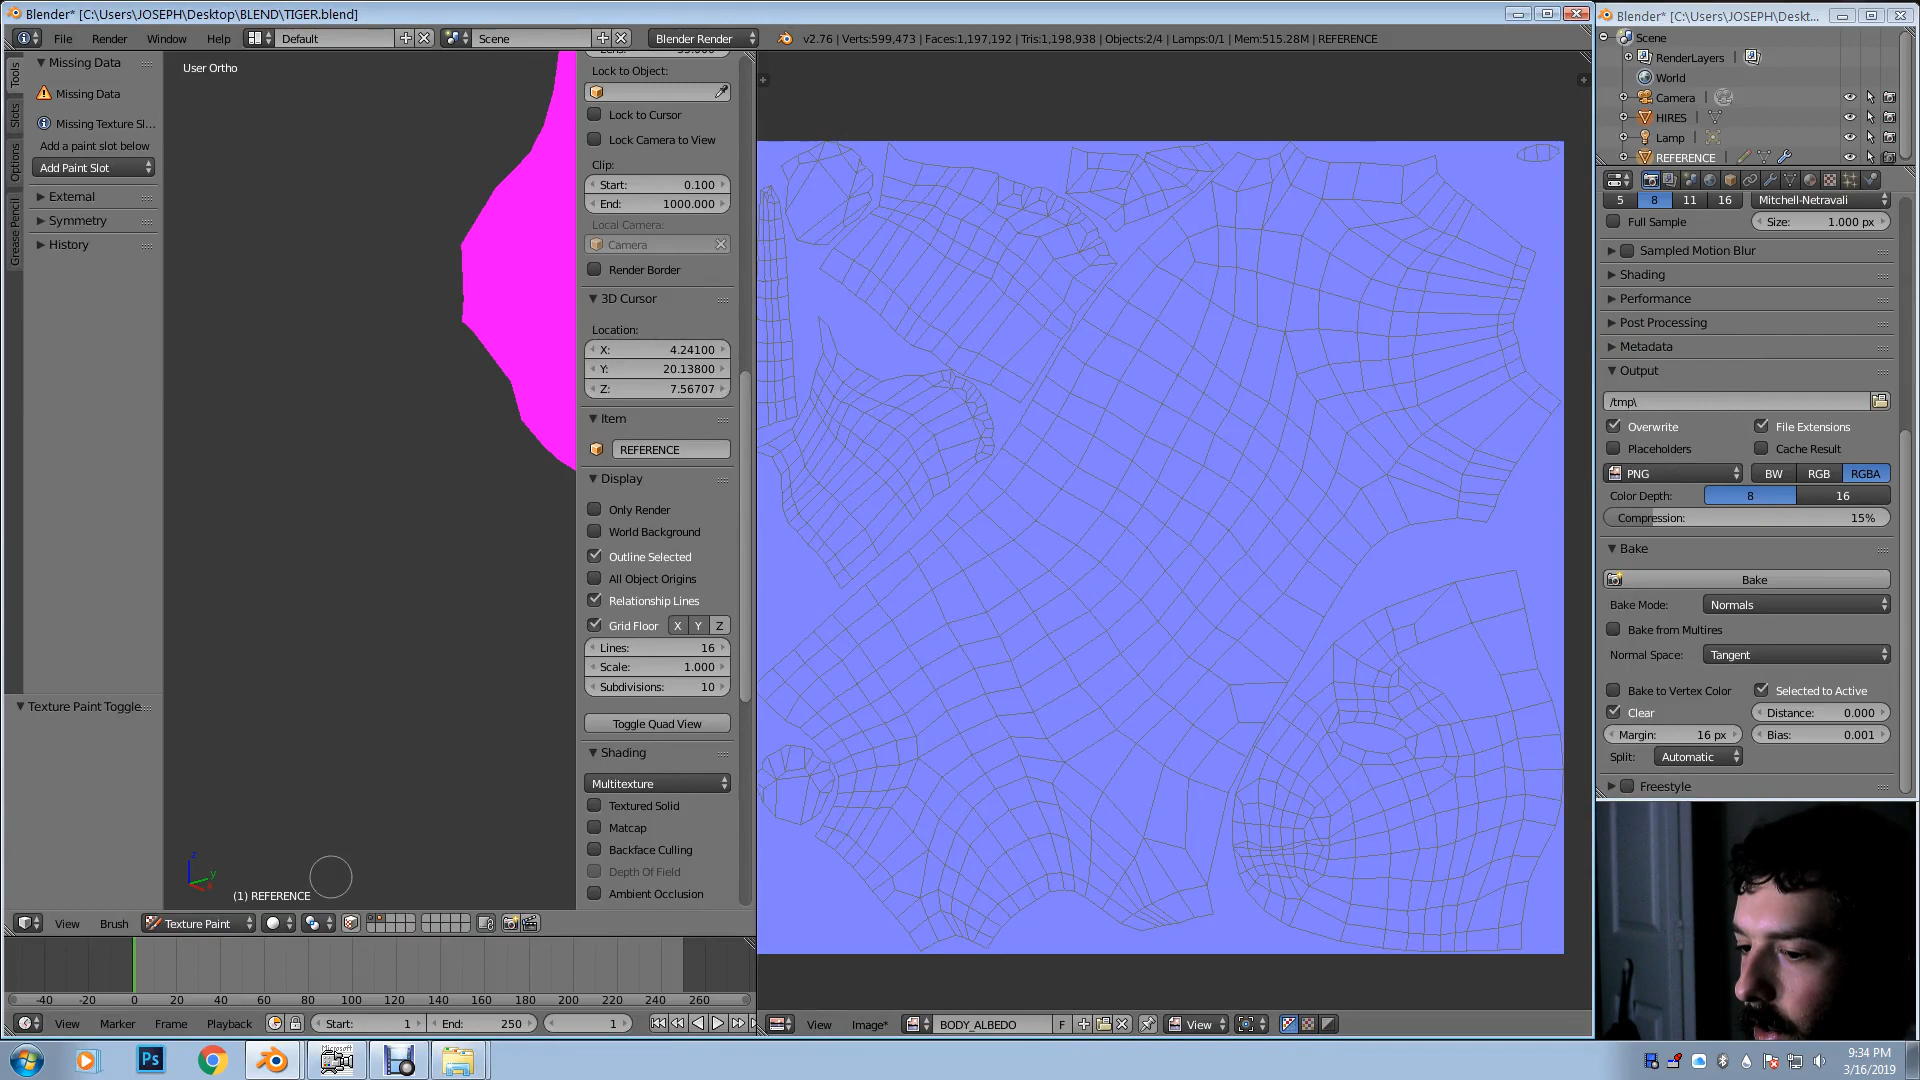 Blender* [C:\Users\JOSEPH\Desktop\BLEND\TIGER.blend]
File Render Window Help Default Scene Blender Render v2.76 | Verts:599,473 | Faces:1,197,192 | Tris:1,198,938 | Objects:2/4 | Lamps:0/1 | Mem:515.28M | REFERENCE
Tools
Slots
Options
Grease Pencil
Missing Data
Missing Data
Missing Texture Sl...
Add a paint slot below
Add Paint Slot
External
Symmetry
History
Texture Paint Toggle
User Ortho
z
y
(1) REFERENCE
Lock to Object:
Lock to Cursor
Lock Camera to View
Clip:
Start: 0.100
End: 1000.000
Local Camera:
Camera
Render Border
3D Cursor
Location:
X: 4.24100
Y: 20.13800
Z: 7.56707
Item
REFERENCE
Display
Only Render
World Background
Outline Selected
All Object Origins
Relationship Lines
Grid Floor X Y Z
Lines: 16
Scale: 1.000
Subdivisions: 10
Toggle Quad View
Shading
Multitexture
Textured Solid
Matcap
Backface Culling
Depth Of Field
Ambient Occlusion
View Brush Texture Paint
-40 -20 0 20 40 60 80 100 120 140 160 180 200 220 240 260
View Marker Frame Playback Start: 1 End: 250 1
View Image* BODY_ALBEDO F View
Blender* [C:\Users\JOSEPH\Deskt...
Scene
RenderLayers
World
Camera
HIRES
Lamp
REFERENCE
5 8 11 16 Mitchell-Netravali
Full Sample Size: 1.000 px
Sampled Motion Blur
Shading
Performance
Post Processing
Metadata
Output
/tmp\
Overwrite File Extensions
Placeholders Cache Result
PNG BW RGB RGBA
Color Depth: 8 16
Compression: 15%
Bake
Bake
Bake Mode: Normals
Bake from Multires
Normal Space: Tangent
Bake to Vertex Color Selected to Active
Clear Distance: 0.000
Margin: 16 px Bias: 0.001
Split: Automatic
Freestyle
Ps
Microsoft
9:34 PM
3/16/2019